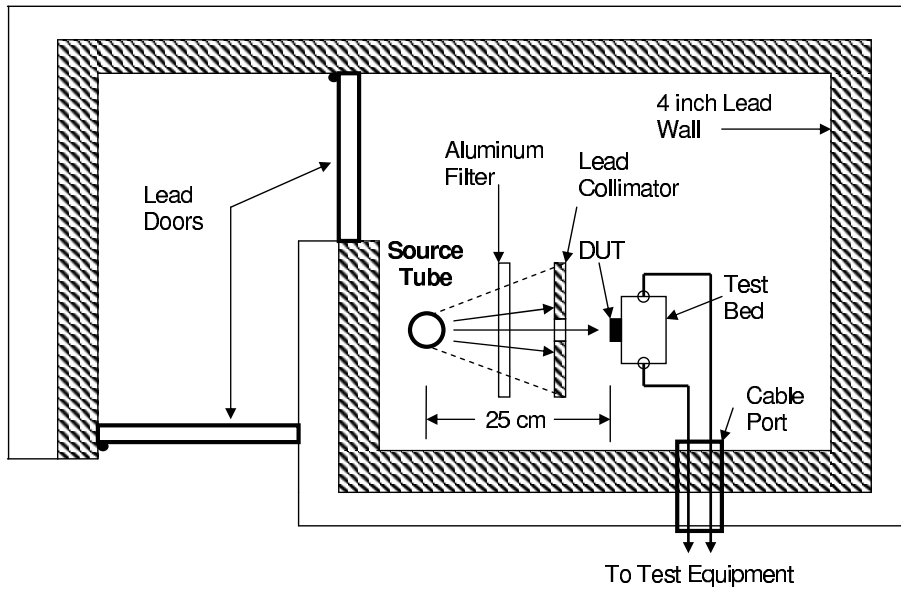 4 inch Lead
Wall
Aluminum
Filter
Lead
Collimator
Lead
Doors
Source
Tube
DUT
Test
Bed
25 cm
Cable
Port
To Test Equipment